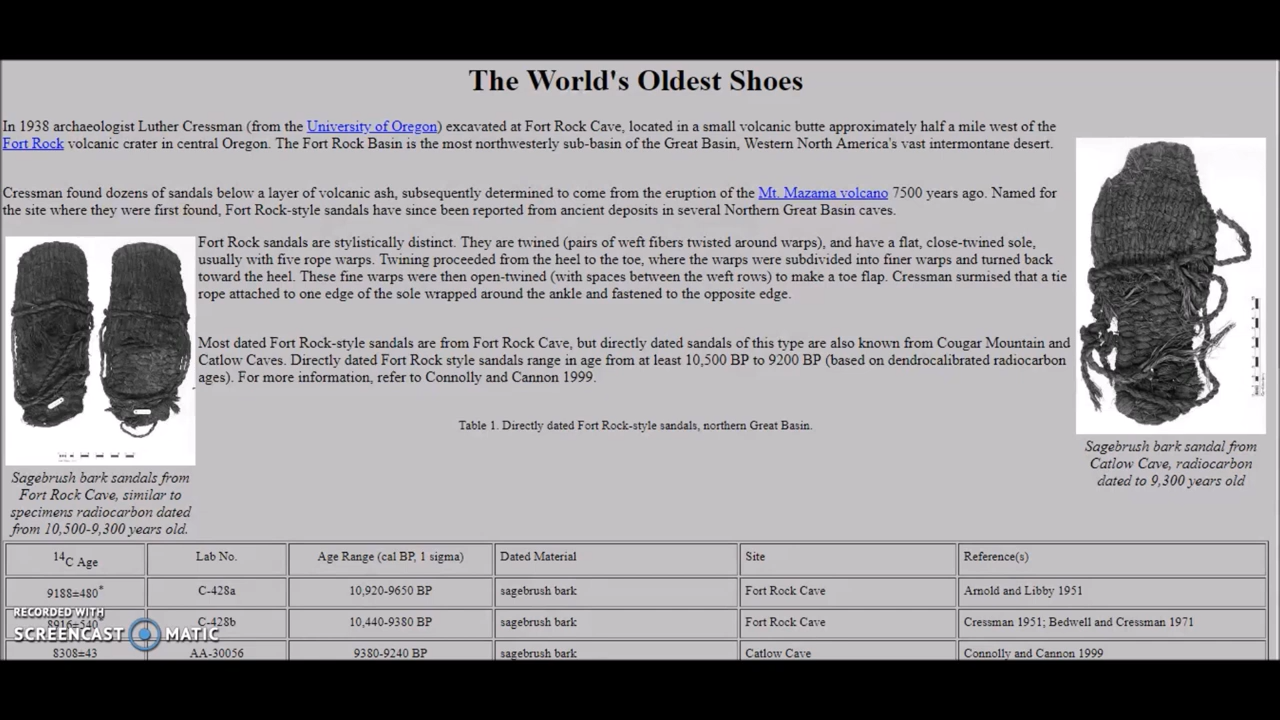 The World's Oldest Shoes
In 1938 archaeologist Luther Cressman (from the University of Oregon) excavated at Fort Rock Cave, located in a small volcanic butte approximately half a mile west of the
Fort Rock volcanic crater in central Oregon. The Fort Rock Basin is the most northwesterly sub-basin of the Great Basin, Western North America's vast intermontane desert.
Cressman found dozens of sandals below a layer of volcanic ash, subsequently determined to come from the eruption of the Mt. Mazama volcano 7500 years ago. Named for
the site where they were first found, Fort Rock-style sandals have since been reported from ancient deposits in several Northern Great Basin caves.
Fort Rock sandals are stylistically distinct. They are twined (pairs of weft fibers twisted around warps), and have a flat, close-twined sole,
usually with five rope warps. Twining proceeded from the heel to the toe, where the warps were subdivided into finer warps and turned back
toward the heel. These fine warps were then open-twined (with spaces between the weft rows) to make a toe flap. Cressman surmised that a tie
rope attached to one edge of the sole wrapped around the ankle and fastened to the opposite edge.
Most dated Fort Rock-style sandals are from Fort Rock Cave, but directly dated sandals of this type are also known from Cougar Mountain and
Catlow Caves. Directly dated Fort Rock style sandals range in age from at least 10,500 BP to 9200 BP (based on dendrocalibrated radiocarbon
ages). For more information, refer to Connolly and Cannon 1999.
Table 1. Directly dated Fort Rock-style sandals, northern Great Basin.
Sagebrush bark sandal from
Catlow Cave, radiocarbon
dated to 9,300 years old
Sagebrush bark sandals from
Fort Rock Cave, similar to
specimens radiocarbon dated
from 10,500-9,300 years old.
14C Age Lab No. Age Range (cal BP, 1 sigma) Dated Material Site Reference(s)
9188±480* C-428a 10,920-9650 BP sagebrush bark Fort Rock Cave Arnold and Libby 1951
8916±540 C-428b 10,440-9380 BP sagebrush bark Fort Rock Cave Cressman 1951; Bedwell and Cressman 1971
8308±43 AA-30056 9380-9240 BP sagebrush bark Catlow Cave Connolly and Cannon 1999
RECORDED WITH
SCREENCAST MATIC